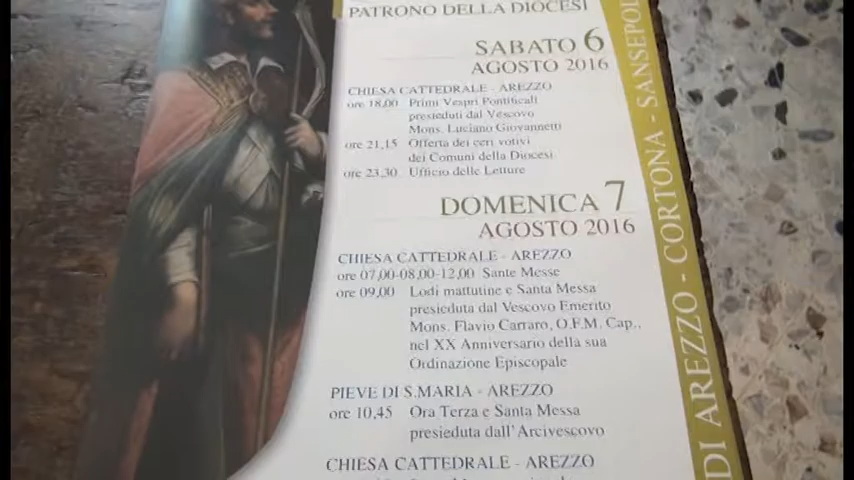 PATRONO DELLA DIOCESI
SABATO 6
AGOSTO 2016
CHIESA CATTEDRALE - AREZZO
ore 18.00 Primi Vespri Pontificali
presieduti dal Vescovo
Mons. Luciano Giovannetti
ore 21,15 Offerta dei ceri votivi
dei Comuni della Diocesi
ore 23.30 Ufficio delle Letture
DOMENICA 7
AGOSTO 2016
CHIESA CATTEDRALE - AREZZO
ore 07,00-08,00-12,00 Sante Messe
ore 09,00 Lodi mattutine e Santa Messa
presieduta dal Vescovo Emerito
Mons. Flavio Carraro, O.F.M. Cap.,
nel XX Anniversario della sua
Ordinazione Episcopale
PIEVE DI S.MARIA - AREZZO
ore 10,45 Ora Terza e Santa Messa
presieduta dall'Arcivescovo
CHIESA CATTEDRALE - AREZZO
DI AREZZO - CORTONA - SANSEPOL